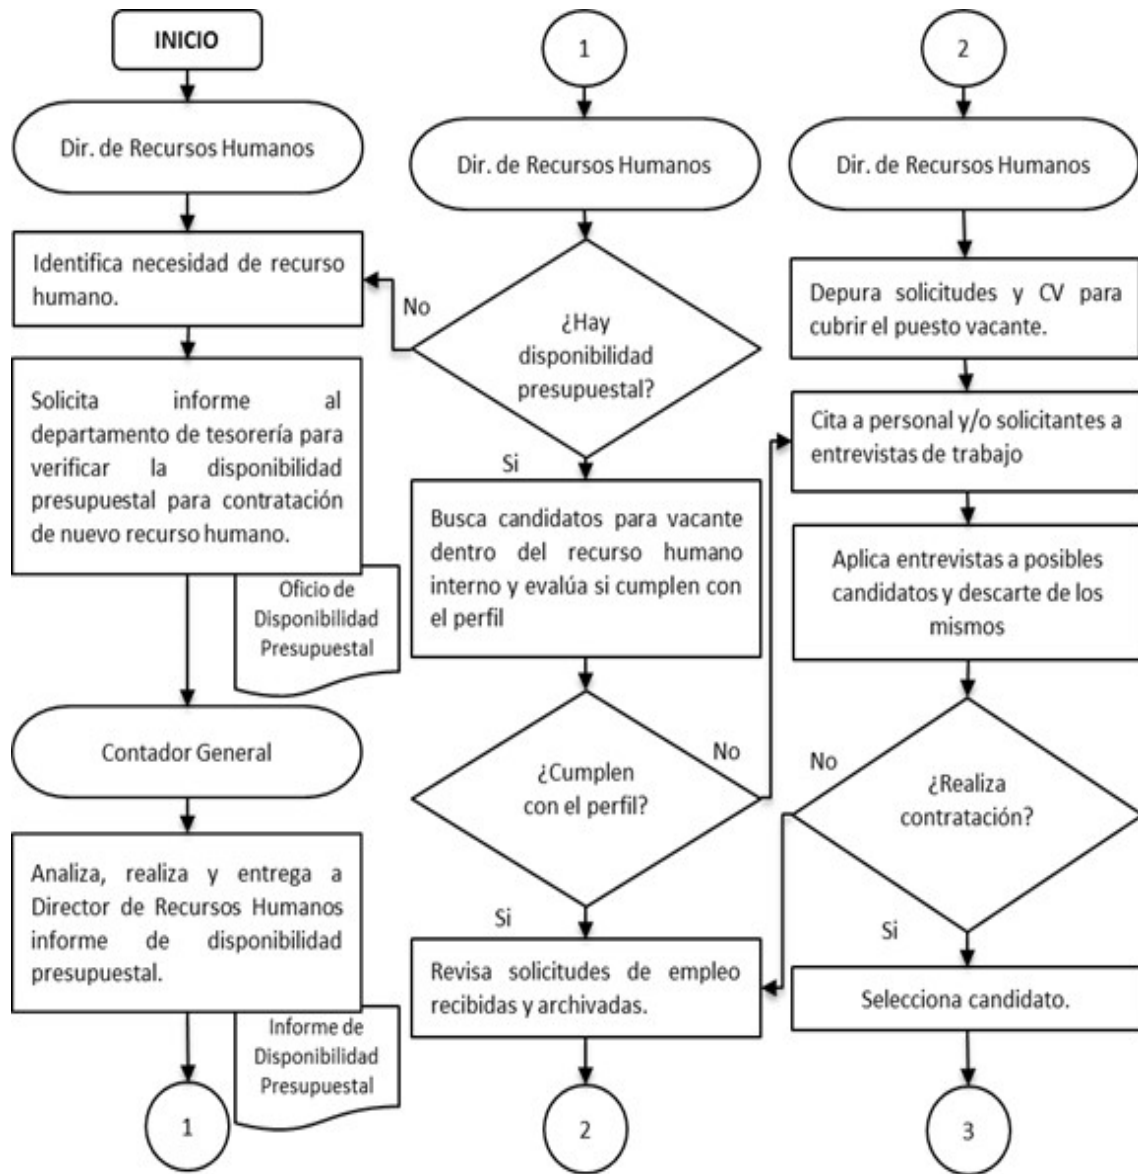 INICIO
Dir. de Recursos Humanos
Identifica necesidad de recurso
humano.
Solicita informe al
departamento de tesorería para
verificar la disponibilidad
presupuestal para contratación
de nuevo recurso humano.
Oficio de
Disponibilidad
Presupuestal
Contador General
Analiza, realiza y entrega a
Director de Recursos Humanos
informe de disponibilidad
presupuestal.
Informe de
Disponibilidad
Presupuestal
1
1
Dir. de Recursos Humanos
No
¿Hay
disponibilidad
presupuestal?
Si
Busca candidatos para vacante
dentro del recurso humano
interno y evalúa si cumplen con
el perfil
No
¿Cumplen
con el perfil?
Si
Revisa solicitudes de empleo
recibidas y archivadas.
2
2
Dir. de Recursos Humanos
Depura solicitudes y CV para
cubrir el puesto vacante.
Cita a personal y/o solicitantes a
entrevistas de trabajo
Aplica entrevistas a posibles
candidatos y descarte de los
mismos
No
¿Realiza
contratación?
Si
Selecciona candidato.
3